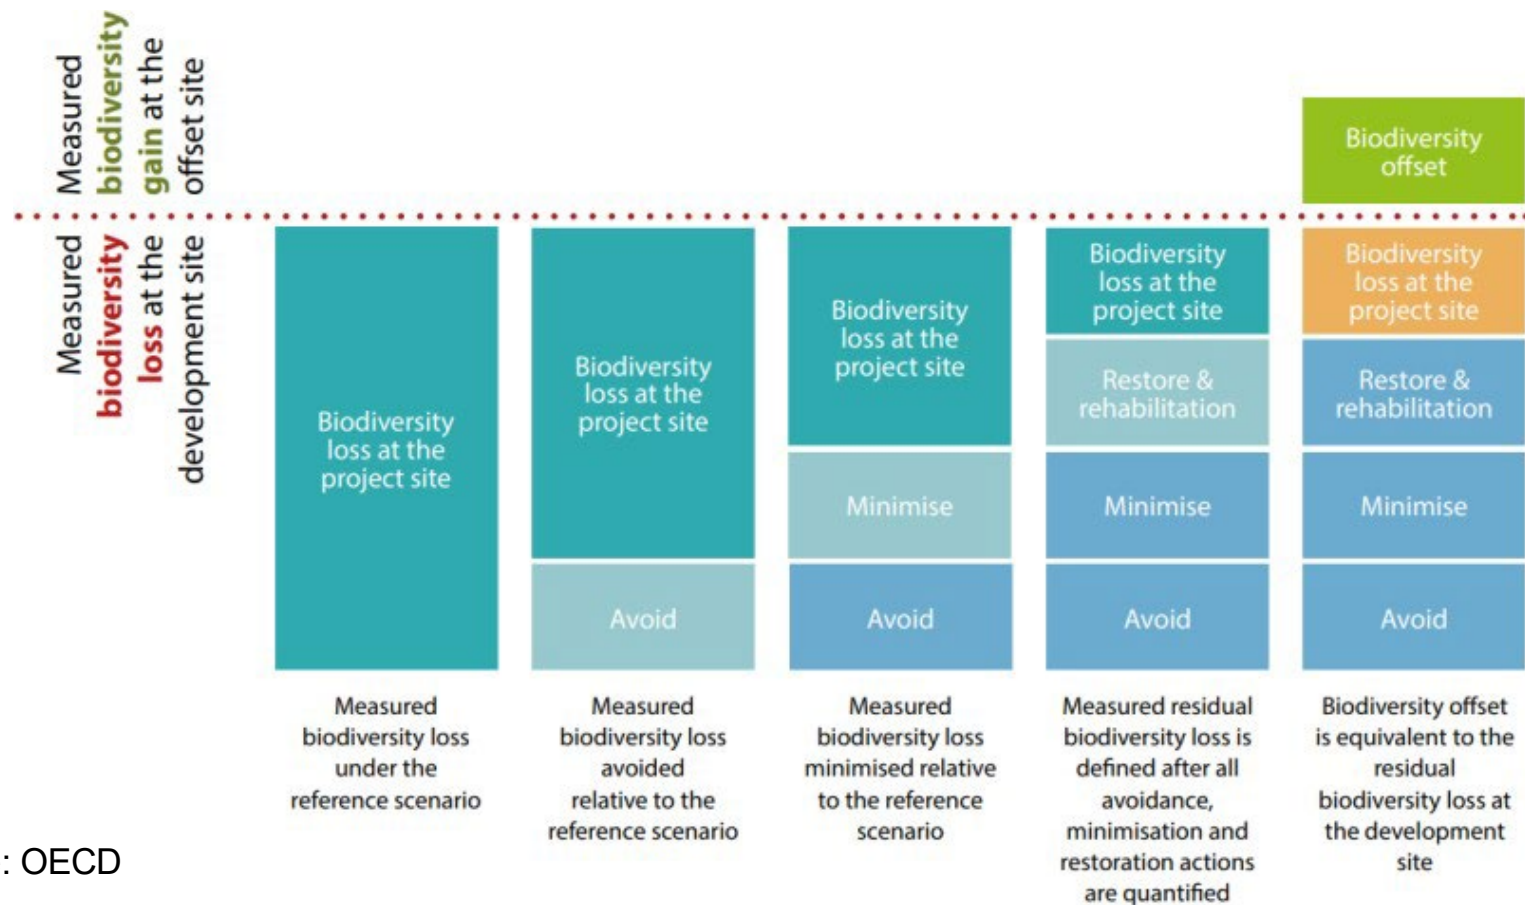 Measured
biodiversity
gain at the
offset site
Measured
biodiversity
loss at the
development site
Biodiversity
loss at the
project site
Measured
biodiversity loss
under the
reference scenario
Biodiversity
loss at the
project site
Avoid
Measured
biodiversity loss
avoided
relative to the
reference scenario
Biodiversity
loss at the
project site
Minimise
Avoid
Measured
biodiversity loss
minimised relative
to the reference
scenario
Biodiversity
loss at the
project site
Restore &
rehabilitation
Minimise
Avoid
Measured residual
biodiversity loss is
defined after all
avoidance,
minimisation and
restoration actions
are quantified
Biodiversity
offset
Biodiversity
loss at the
project site
Restore &
rehabilitation
Minimise
Avoid
Biodiversity offset
is equivalent to the
residual
biodiversity loss at
the development
site
: OECD